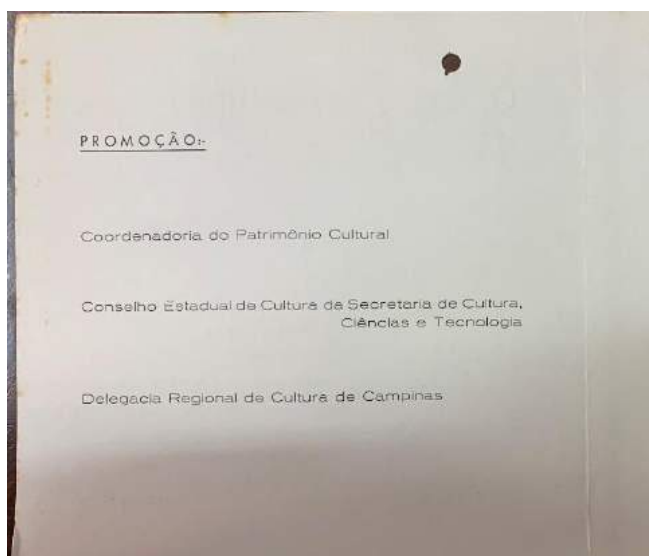 PROMOÇÃO:-
Coordenadoria do Patrimônio Cultural
Conselho Estadual de Cultura da Secretaria de Cultura,
Ciências e Tecnologia
Delegacia Regional de Cultura de Campinas